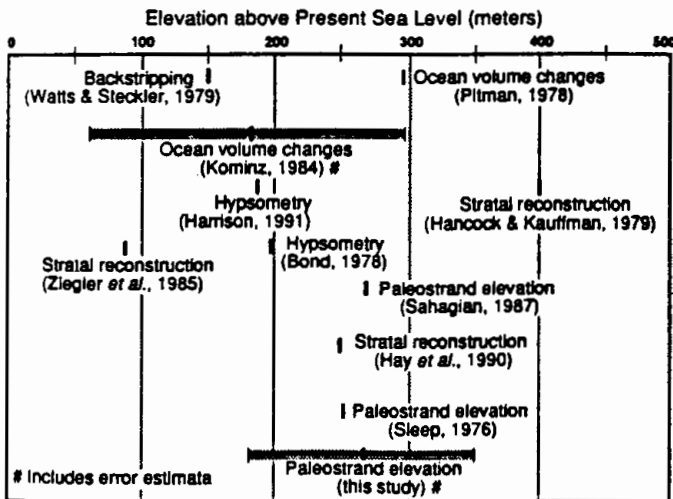 Elevation above Present Sea Level (meters)
0 100 200 300 400 500
Backstripping
(Watts & Steckler, 1979)
Ocean volume changes
(Pitman, 1978)
Ocean volume changes
(Kominz, 1984) #
Hypsometry
(Harrison, 1991)
Stratal reconstruction
(Hancock & Kauffman, 1979)
Hypsometry
(Bond, 1978)
Stratal reconstruction
(Ziegler et al., 1985)
Paleostrand elevation
(Sahagian, 1987)
Stratal reconstruction
(Hay et al., 1990)
Paleostrand elevation
(Sleep, 1976)
Paleostrand elevation
(this study) #
# Includes error estimata